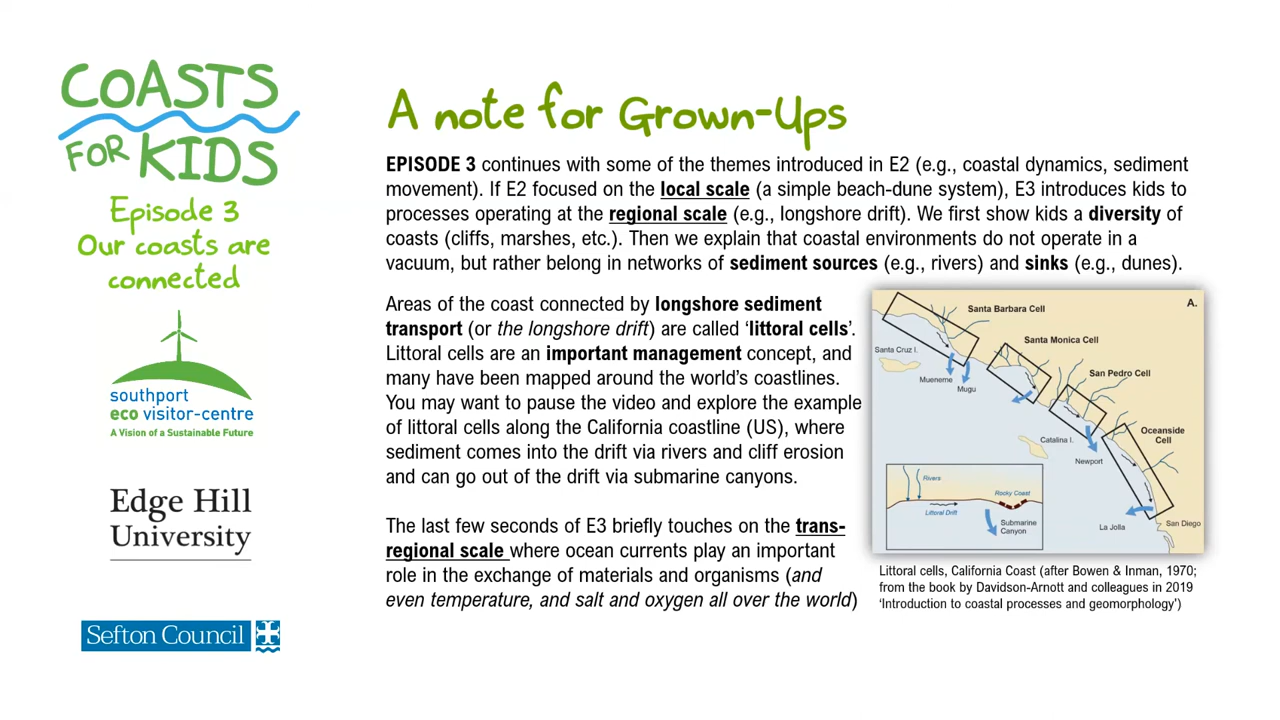 COASTS
FOR KIDS
Episode 3
Our coasts are
connected
southport
eco visitor-centre
A Vision of a Sustainable Future
Edge Hill
University
Sefton Council
A note for Grown-Ups
EPISODE 3 continues with some of the themes introduced in E2 (e.g., coastal dynamics, sediment
movement). If E2 focused on the local scale (a simple beach-dune system), E3 introduces kids to
processes operating at the regional scale (e.g., longshore drift). We first show kids a diversity of
coasts (cliffs, marshes, etc.). Then we explain that coastal environments do not operate in a
vacuum, but rather belong in networks of sediment sources (e.g., rivers) and sinks (e.g., dunes).
Areas of the coast connected by longshore sediment
transport (or the longshore drift) are called ‘littoral cells’.
Littoral cells are an important management concept, and
many have been mapped around the world’s coastlines.
You may want to pause the video and explore the example
of littoral cells along the California coastline (US), where
sediment comes into the drift via rivers and cliff erosion
and can go out of the drift via submarine canyons.
The last few seconds of E3 briefly touches on the trans-
regional scale where ocean currents play an important
role in the exchange of materials and organisms (and
even temperature, and salt and oxygen all over the world)
A.
Santa Barbara Cell
Santa Monica Cell
Santa Cruz I.
San Pedro Cell
Mueneme
Mugu
Oceanside
Cell
Catalina I.
Newport
Rivers
Rocky Coast
Littoral Drift
Submarine
Canyon
La Jolla
San Diego
Littoral cells, California Coast (after Bowen & Inman, 1970;
from the book by Davidson-Arnott and colleagues in 2019
‘Introduction to coastal processes and geomorphology’)